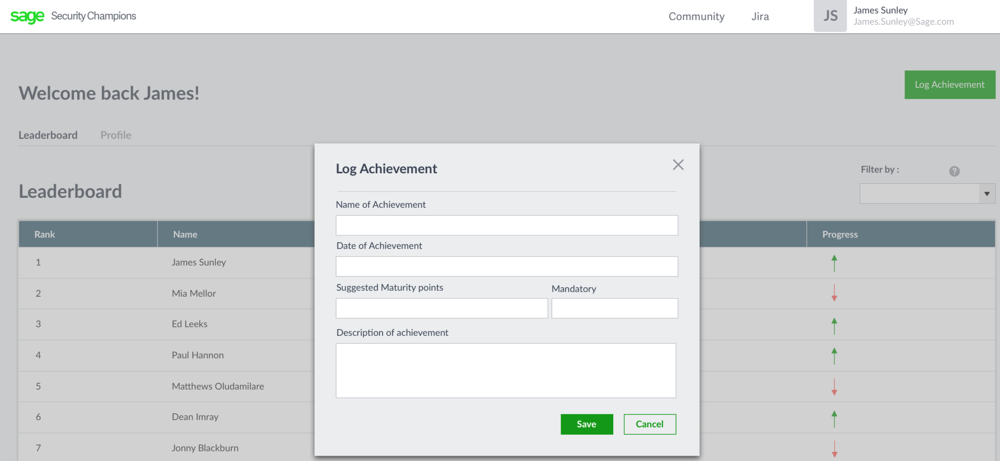 sage Security Champions
Community
Jira
JS
James Sunley
James.Sunley@Sage.com
Welcome back James!
Log Achievement
Leaderboard
Profile
Leaderboard
Filter by :
?
Rank
Name
Progress
1
James Sunley
2
Mia Mellor
3
Ed Leeks
4
Paul Hannon
5
Matthews Oludamilare
6
Dean Imray
7
Jonny Blackburn
Log Achievement
Name of Achievement
Date of Achievement
Suggested Maturity points
Mandatory
Description of achievement
Save
Cancel